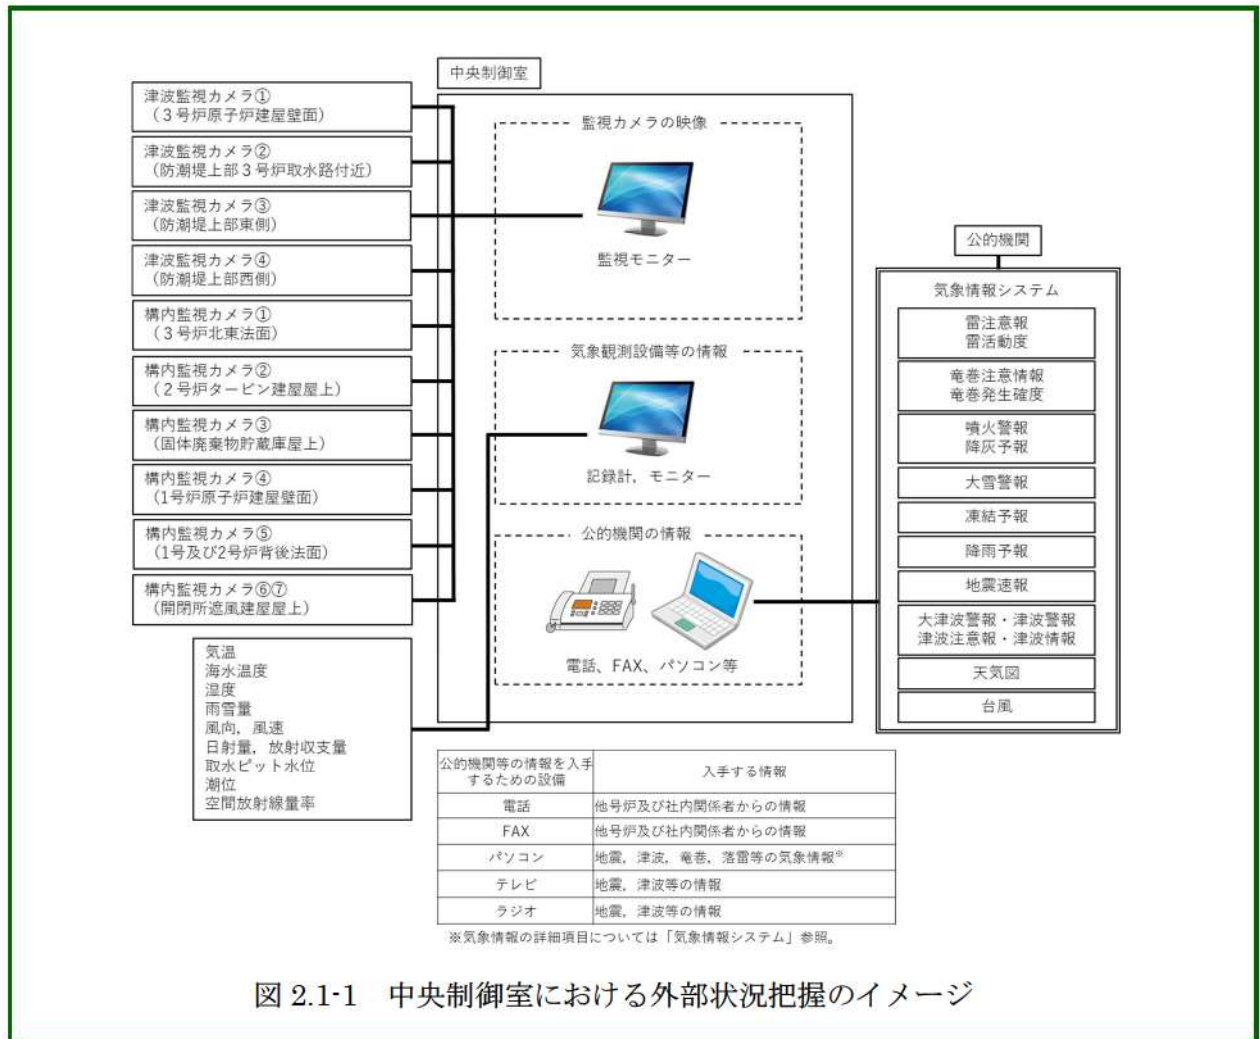 中央制御室
津波監視カメラ①
（３号炉原子炉建屋壁面）
津波監視カメラ②
（防潮堤上部３号炉取水路付近）
津波監視カメラ③
（防潮堤上部東側）
津波監視カメラ④
（防潮堤上部西側）
構内監視カメラ①
（３号炉北東法面）
構内監視カメラ②
（２号炉タービン建屋屋上）
構内監視カメラ③
（固体廃棄物貯蔵庫屋上）
構内監視カメラ④
（1号炉原子炉建屋壁面）
構内監視カメラ⑤
（1号及び2号炉背後法面）
構内監視カメラ⑥⑦
（開閉所遮風建屋屋上）
気温
海水温度
湿度
雨雪量
風向，風速
日射量，放射収支量
取水ピット水位
潮位
空間放射線量率
監視カメラの映像
監視モニター
気象観測設備等の情報
記録計，モニター
公的機関の情報
電話、FAX、パソコン等
公的機関
気象情報システム
雷注意報
雷活動度
竜巻注意情報
竜巻発生確度
噴火警報
降灰予報
大雪警報
凍結予報
降雨予報
地震速報
大津波警報・津波警報
津波注意報・津波情報
天気図
台風
公的機関等の情報を入手
するための設備
入手する情報
電話
他号炉及び社内関係者からの情報
FAX
他号炉及び社内関係者からの情報
パソコン
地震，津波，竜巻，落雷等の気象情報※
テレビ
地震，津波等の情報
ラジオ
地震，津波等の情報
※気象情報の詳細項目については「気象情報システム」参照。
図 2.1-1　中央制御室における外部状況把握のイメージ